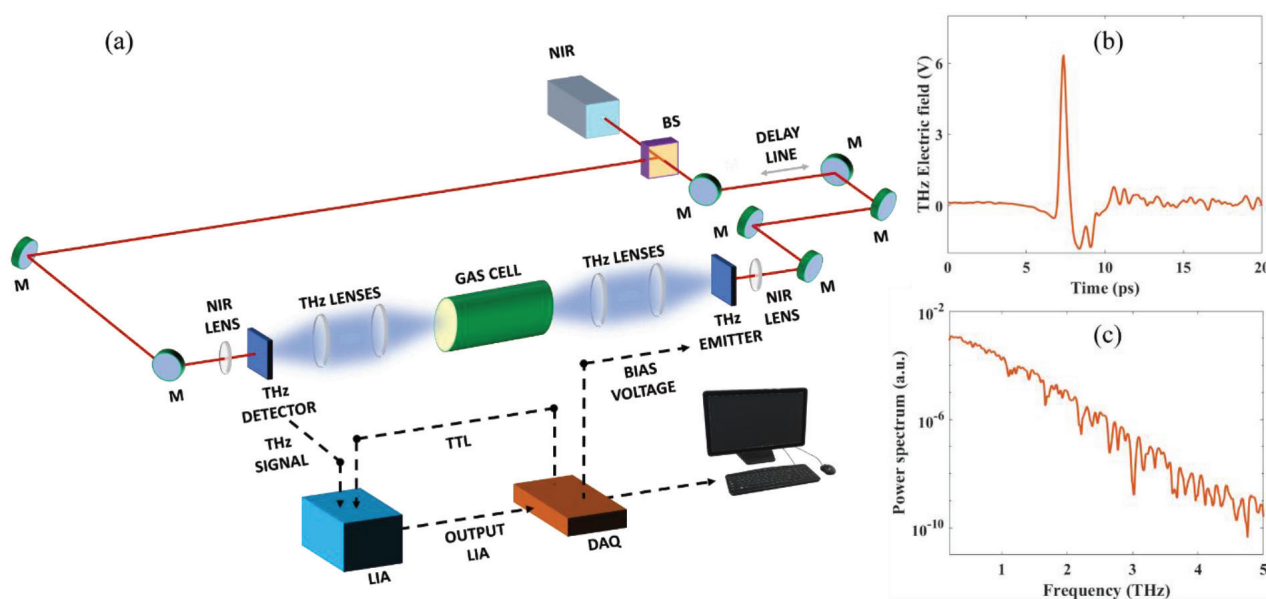 (a)
NIR
BS
DELAY
LINE
M
M
M
M
M
M
M
NIR
LENS
THz LENSES
GAS CELL
THz LENSES
NIR
LENS
THz
EMITTER
THz
DETECTOR
THz
SIGNAL
TTL
BIAS
VOLTAGE
OUTPUT
LIA
LIA
DAQ
(b)
THz Electric field (V)
6
3
0
0
5
10
15
20
Time (ps)
(c)
Power spectrum (a.u.)
10-2
10-6
10-10
1
2
3
4
5
Frequency (THz)